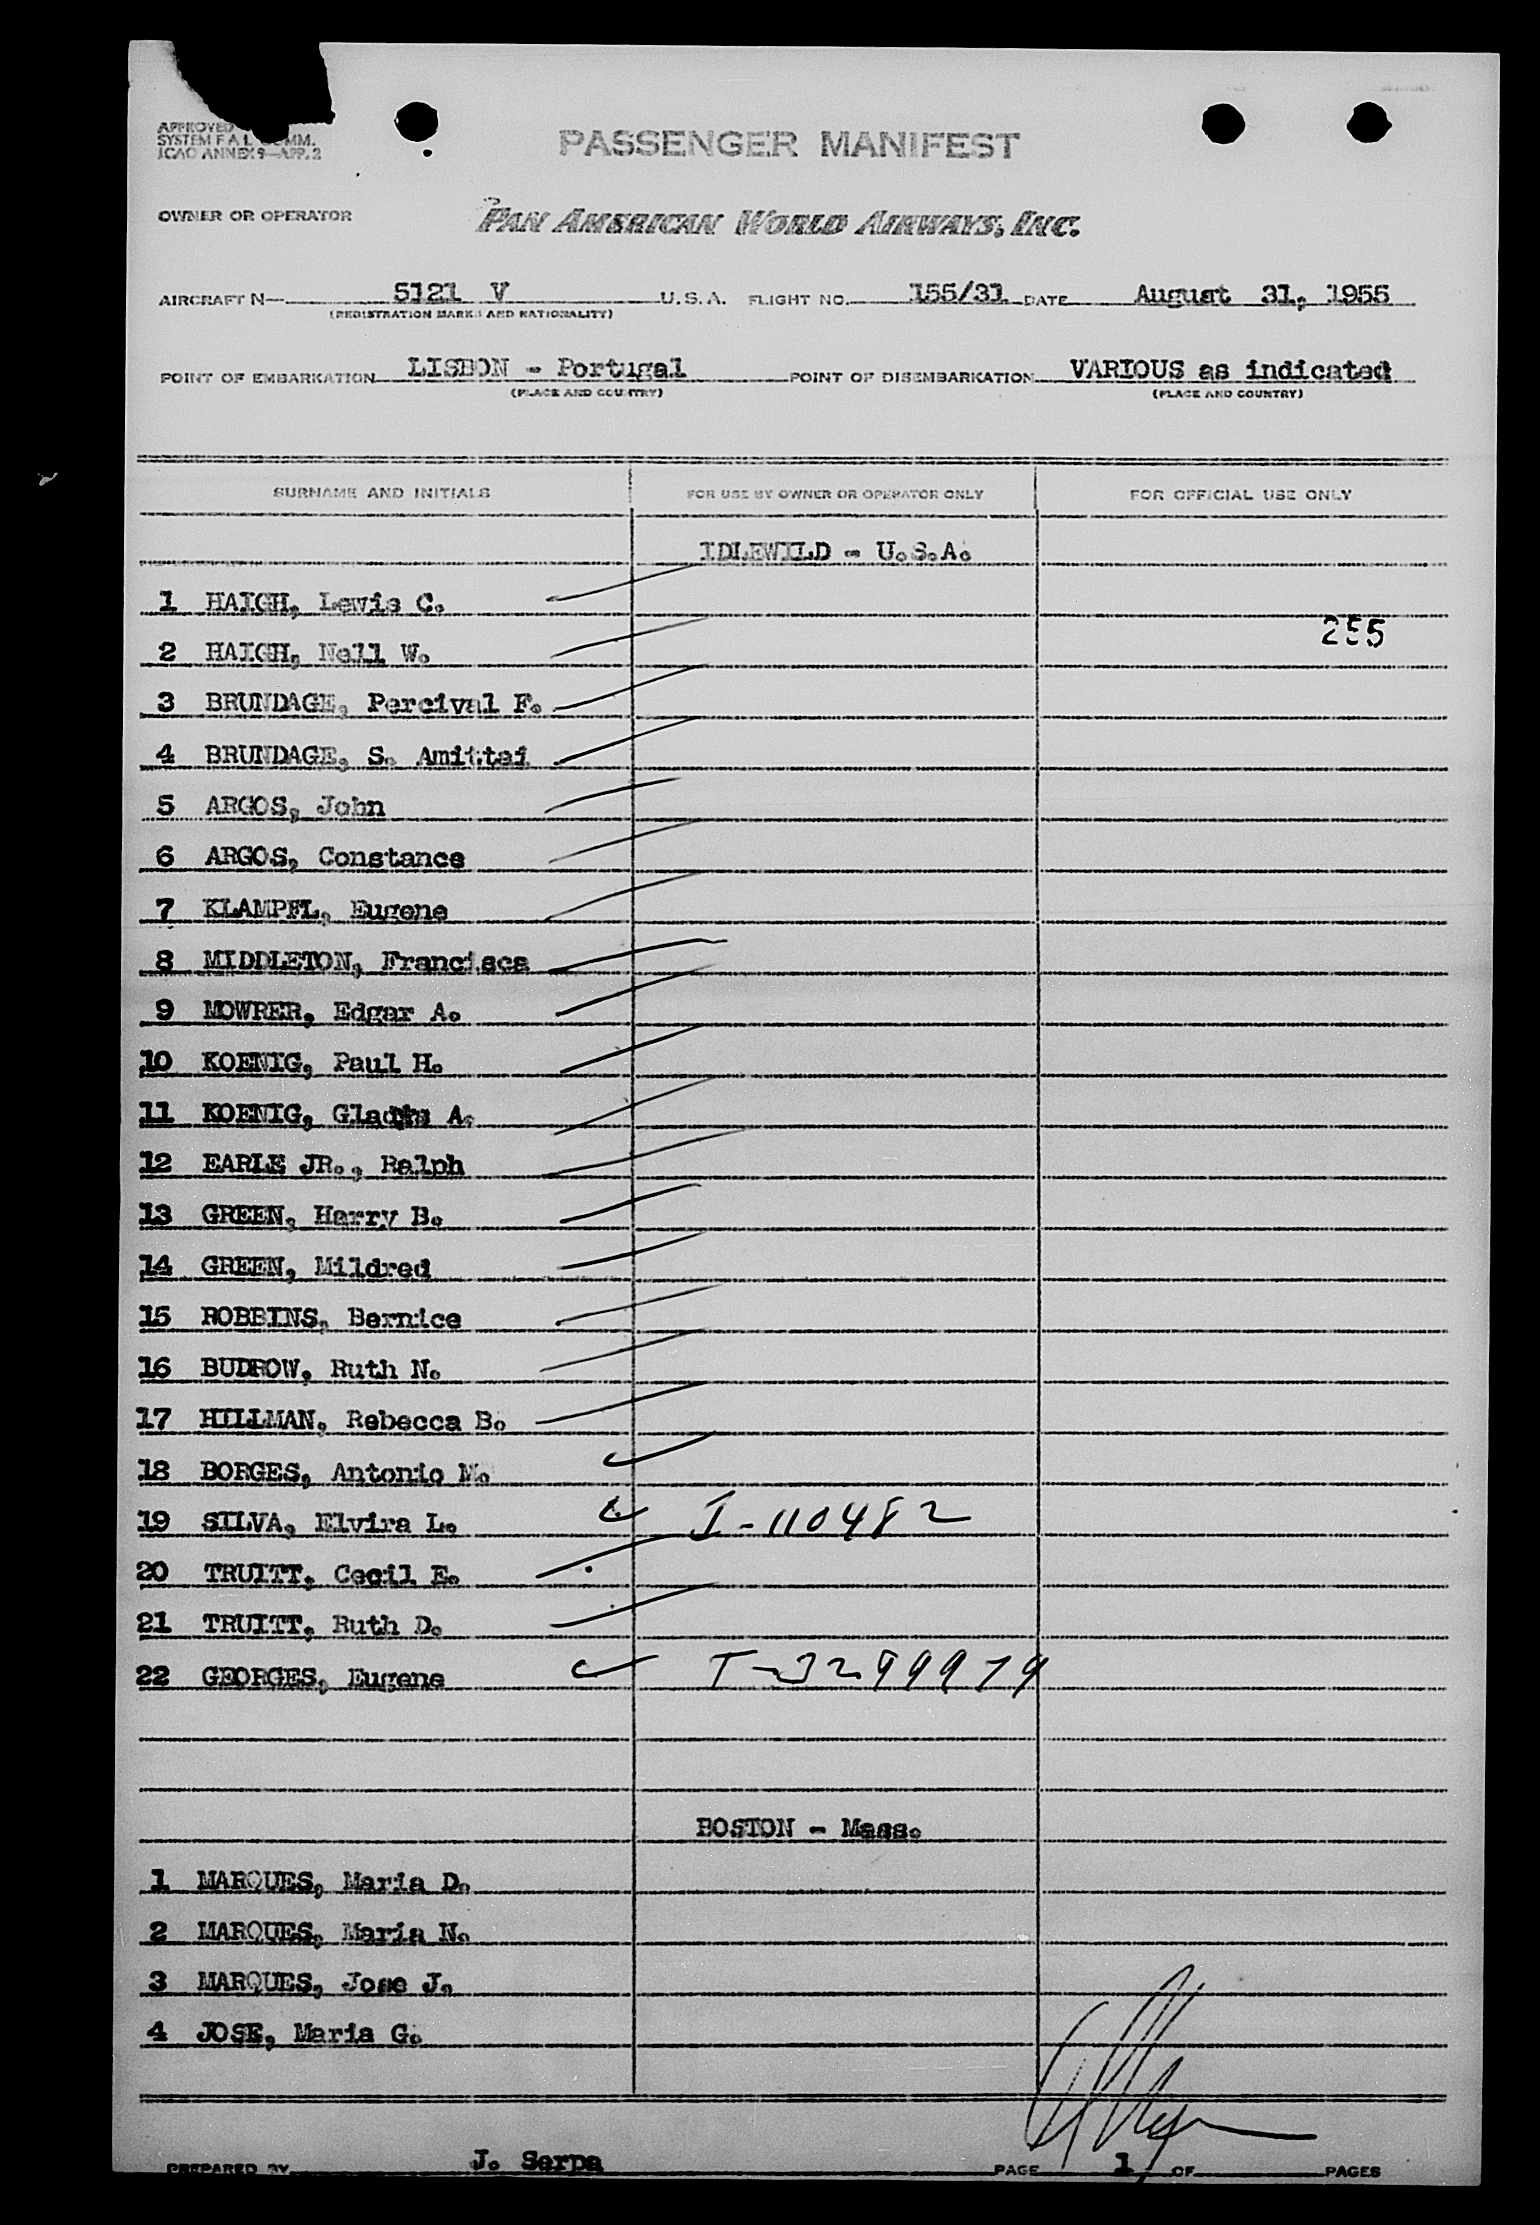 APPROVED
SYSTEM F A L COMM.
ICAO ANNEX 9—APP. 2
PASSENGER MANIFEST
OWNER OR OPERATOR PAN AMERICAN WORLD AIRWAYS, INC.
AIRCRAFT N— 5121 V U.S.A. FLIGHT NO. 155/31 DATE August 31, 1955
(REGISTRATION MARKS AND NATIONALITY)
POINT OF EMBARKATION LISBON - Portugal POINT OF DISEMBARKATION VARIOUS as indicated
(PLACE AND COUNTRY) (PLACE AND COUNTRY)
SURNAME AND INITIALS FOR USE BY OWNER OR OPERATOR ONLY FOR OFFICIAL USE ONLY
IDLEWILD - U.S.A.
1 HAIGH, Lewis C.
255
2 HAIGH, Nell W.
3 BRUNDAGE, Percival F.
4 BRUNDAGE, S. Amittai
5 ARGOS, John
6 ARGOS, Constance
7 KLAMPFL, Eugene
8 MIDDLETON, Francisca
9 MOWRER, Edgar A.
10 KOENIG, Paul H.
11 KOENIG, Gladys A.
12 EARLE JR., Ralph
13 GREEN, Harry B.
14 GREEN, Mildred
15 ROBBINS, Bernice
16 BUDROW, Ruth N.
17 HILLMAN, Rebecca B.
18 BORGES, Antonio M.
19 SILVA, Elvira L. I-110482
20 TRUITT, Cecil E.
21 TRUITT, Ruth D.
22 GEORGES, Eugene I-3299979
BOSTON - Mass.
1 MARQUES, Maria D.
2 MARQUES, Maria N.
3 MARQUES, Jose J.
4 JOSE, Maria G.
PREPARED BY J. Serpa PAGE 1 OF PAGES